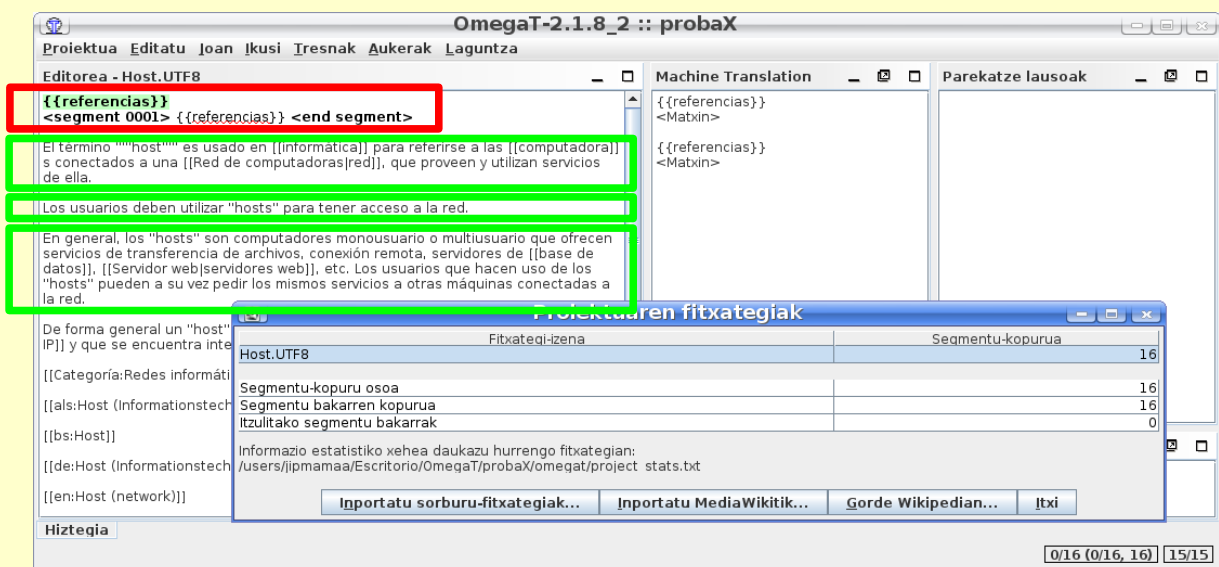 OmegaT-2.1.8_2 :: probaX
Proiektua Editatu Joan Ikusi Tresnak Aukerak Laguntza
Editorea - Host.UTF8
{{referencias}}
<segment 0001> {{referencias}} <end segment>
El término '''''host''''' es usado en [[informática]] para referirse a las [[computadora]]
s conectados a una [[Red de computadoras|red]], que proveen y utilizan servicios
de ella.
Los usuarios deben utilizar ''hosts'' para tener acceso a la red.
En general, los ''hosts'' son computadores monousuario o multiusuario que ofrecen
servicios de transferencia de archivos, conexión remota, servidores de [[base de
datos]], [[Servidor web|servidores web]], etc. Los usuarios que hacen uso de los
''hosts'' pueden a su vez pedir los mismos servicios a otras máquinas conectadas a
la red.
De forma general un ''host''
IP]] y que se encuentra inte
[[Categoría:Redes informáti
[[als:Host (Informationstech
[[bs:Host]]
[[de:Host (Informationstech
[[en:Host (network)]]
Machine Translation
{{referencias}}
<Matxin>
{{referencias}}
<Matxin>
Parekatze lausoak
Proiektuaren fitxategiak
Fitxategi-izena Segmentu-kopurua
Host.UTF8 16
Segmentu-kopuru osoa 16
Segmentu bakarren kopurua 16
Itzulitako segmentu bakarrak 0
Informazio estatistiko xehea daukazu hurrengo fitxategian:
/users/jipmamaa/Escritorio/OmegaT/probaX/omegat/project_stats.txt
Inportatu sorburu-fitxategiak... Inportatu MediaWikitik... Gorde Wikipedian... Itxi
Hiztegia
0/16 (0/16, 16) 15/15